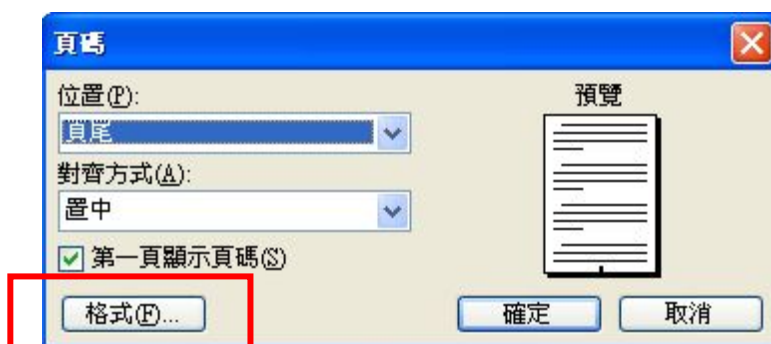 頁碼
位置(P):
頁尾
對齊方式(A):
置中
第一頁顯示頁碼(S)
格式(F)...
預覽
確定
取消